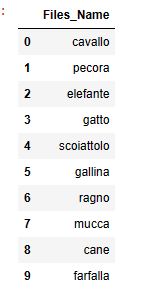 :
Files_Name
0 cavallo
1 pecora
2 elefante
3 gatto
4 scoiattolo
5 gallina
6 ragno
7 mucca
8 cane
9 farfalla